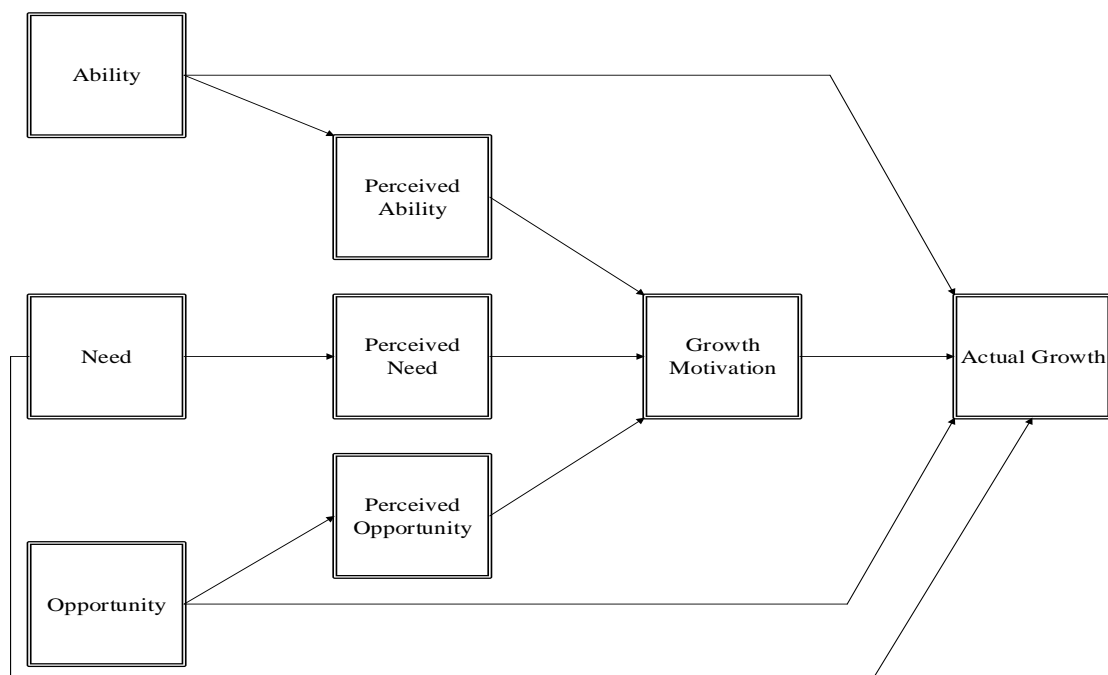 Ability
Perceived
Ability
Need
Perceived
Need
Growth
Motivation
Actual Growth
Perceived
Opportunity
Opportunity